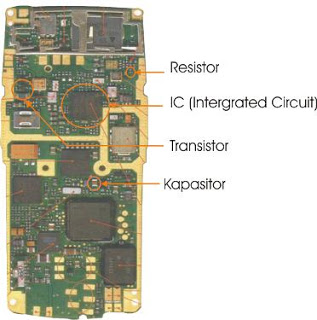 Resistor
IC (Intergrated Circuit)
Transistor
Kapasitor